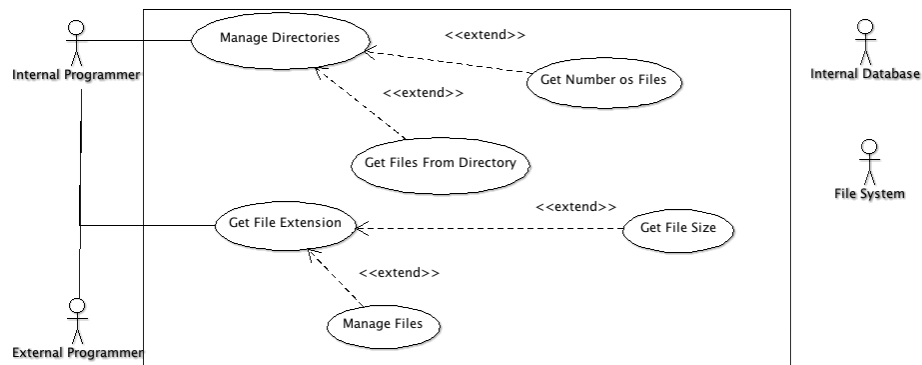 Manage Directories
<<extend>>
Internal Programmer
Internal Database
Get Number os Files
<<extend>>
Get Files From Directory
File System
<<extend>>
Get File Extension
Get File Size
<<extend>>
Manage Files
External Programmer